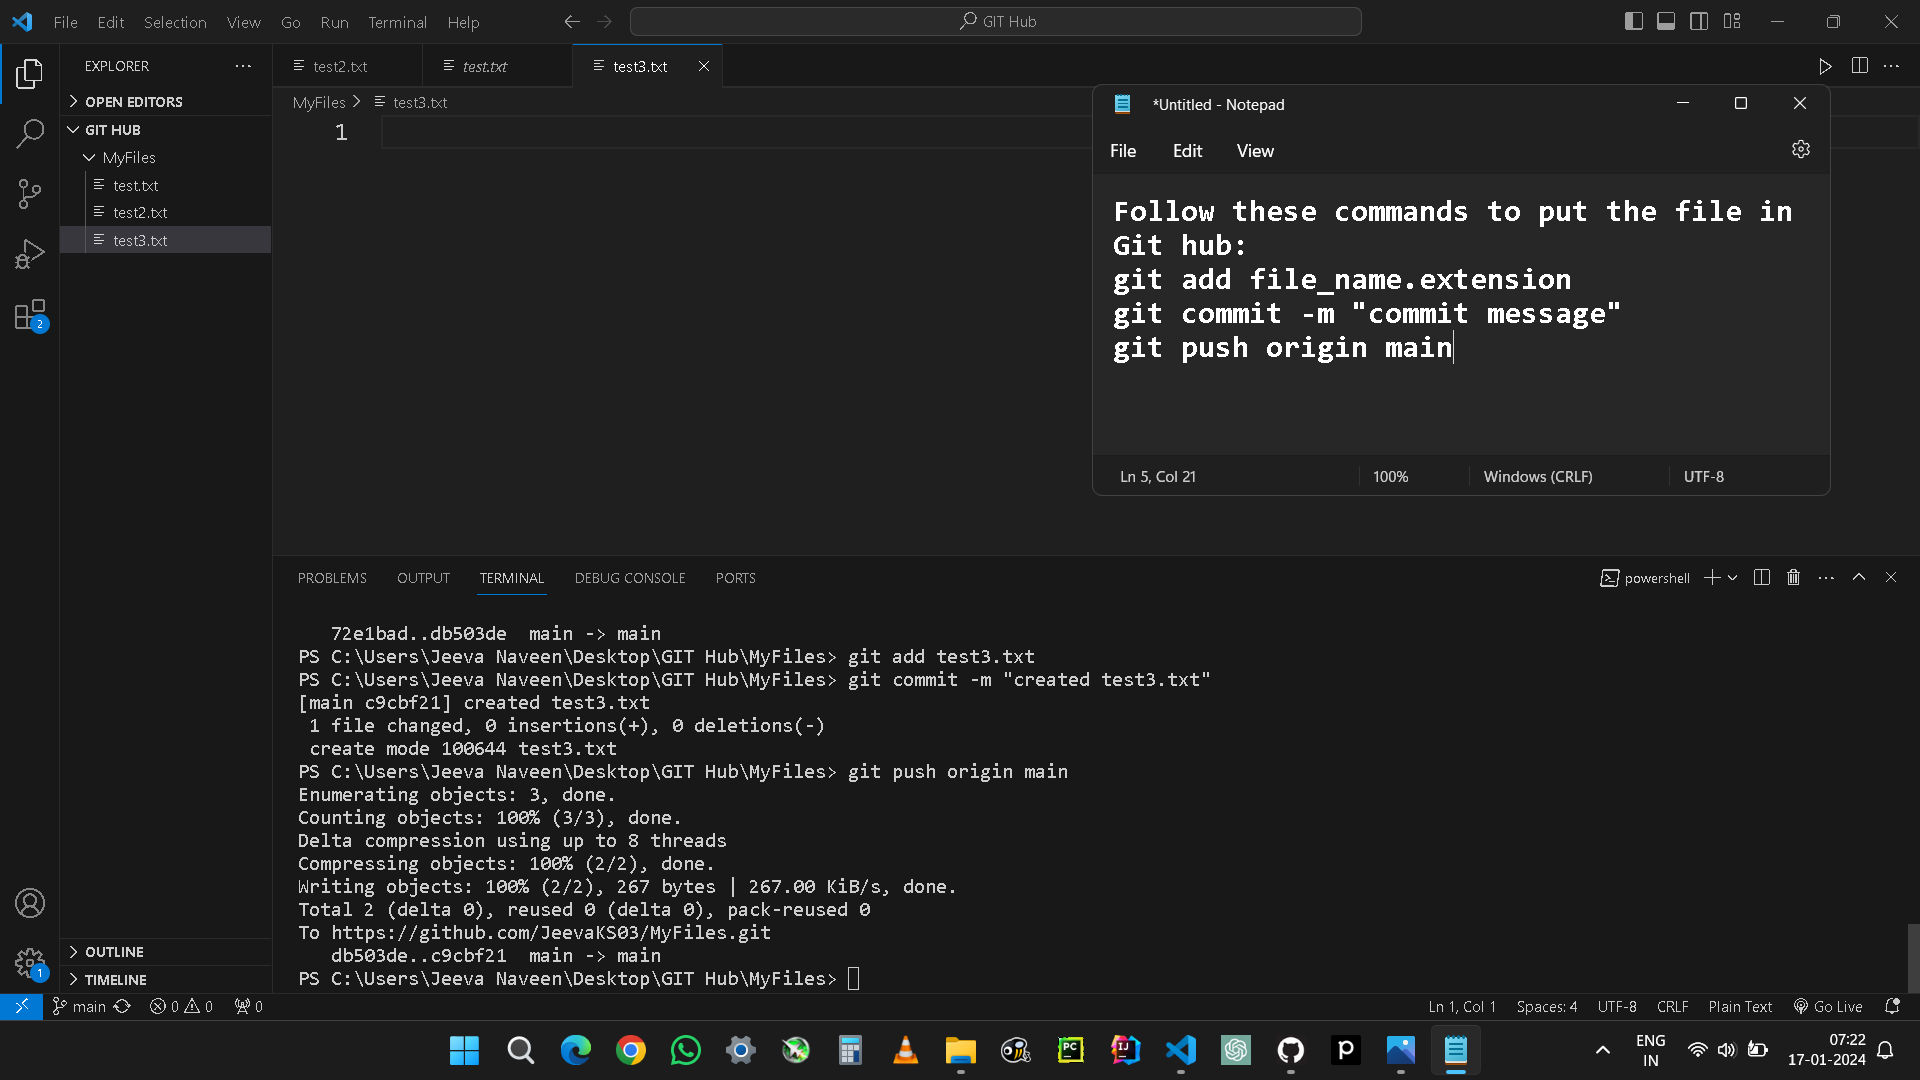 File Edit Selection View Go Run Terminal Help
GIT Hub
EXPLORER
OPEN EDITORS
GIT HUB
MyFiles
test.txt
test2.txt
test3.txt
2
OUTLINE
TIMELINE
1
test2.txt test.txt test3.txt
MyFiles > test3.txt
1
*Untitled - Notepad
File Edit View
Follow these commands to put the file in
Git hub:
git add file_name.extension
git commit -m "commit message"
git push origin main
Ln 5, Col 21 100% Windows (CRLF) UTF-8
PROBLEMS OUTPUT TERMINAL DEBUG CONSOLE PORTS
powershell
72e1bad..db503de  main -> main
PS C:\Users\Jeeva Naveen\Desktop\GIT Hub\MyFiles> git add test3.txt
PS C:\Users\Jeeva Naveen\Desktop\GIT Hub\MyFiles> git commit -m "created test3.txt"
[main c9cbf21] created test3.txt
1 file changed, 0 insertions(+), 0 deletions(-)
create mode 100644 test3.txt
PS C:\Users\Jeeva Naveen\Desktop\GIT Hub\MyFiles> git push origin main
Enumerating objects: 3, done.
Counting objects: 100% (3/3), done.
Delta compression using up to 8 threads
Compressing objects: 100% (2/2), done.
Writing objects: 100% (2/2), 267 bytes | 267.00 KiB/s, done.
Total 2 (delta 0), reused 0 (delta 0), pack-reused 0
To https://github.com/JeevaKS03/MyFiles.git
db503de..c9cbf21  main -> main
PS C:\Users\Jeeva Naveen\Desktop\GIT Hub\MyFiles>
main 0 0 0 Ln 1, Col 1 Spaces: 4 UTF-8 CRLF Plain Text Go Live
PC IJ P
ENG
IN
07:22
17-01-2024